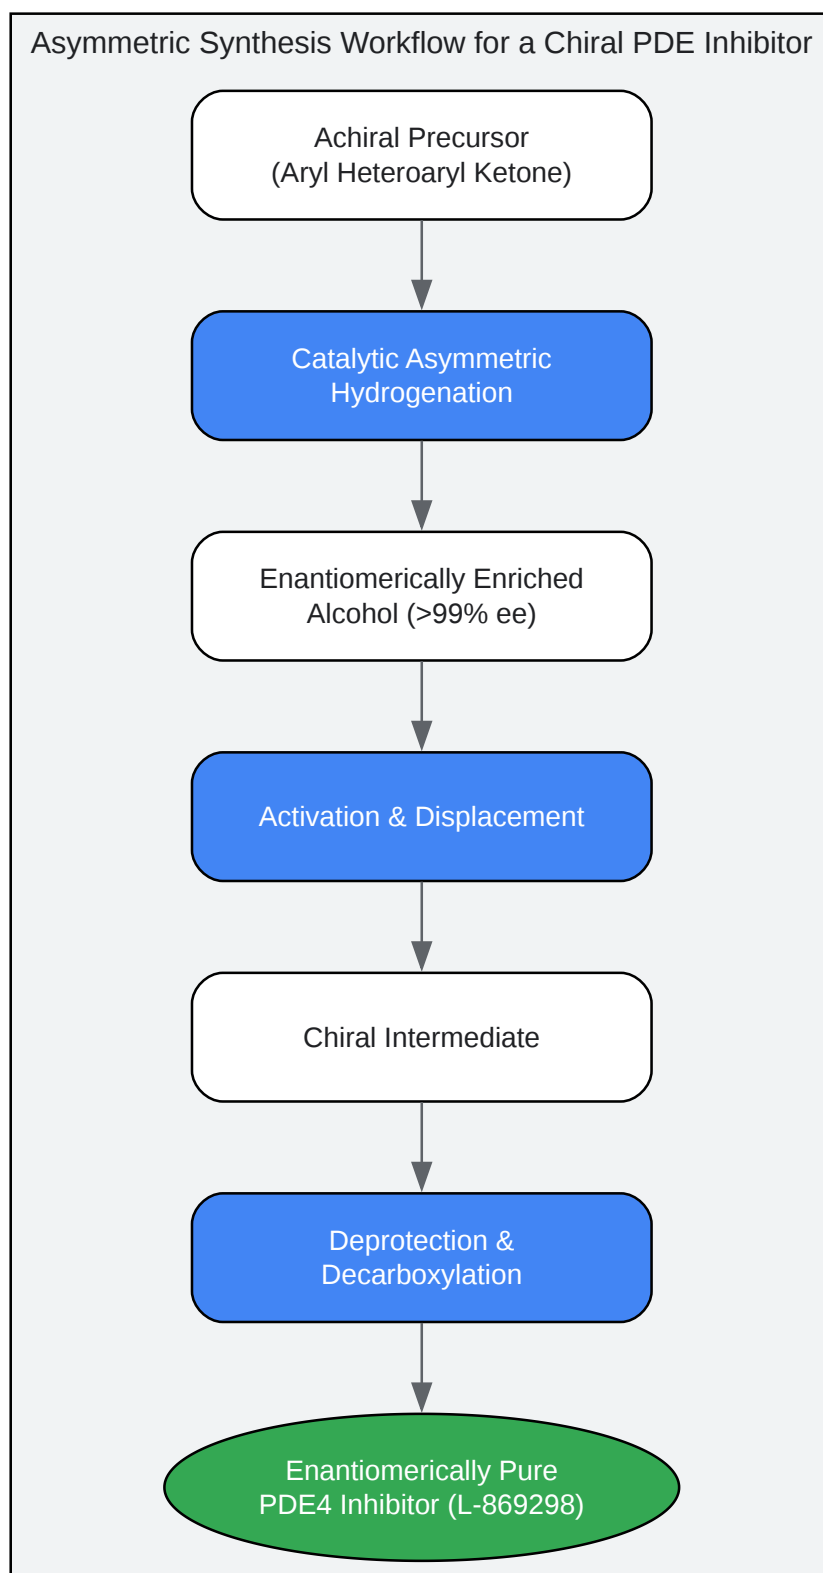 Asymmetric Synthesis Workflow for a Chiral PDE Inhibitor
Achiral Precursor
(Aryl Heteroaryl Ketone)
Catalytic Asymmetric
Hydrogenation
Enantiomerically Enriched
Alcohol (>99% ee)
Activation & Displacement
Chiral Intermediate
Deprotection &
Decarboxylation
Enantiomerically Pure
PDE4 Inhibitor (L-869298)